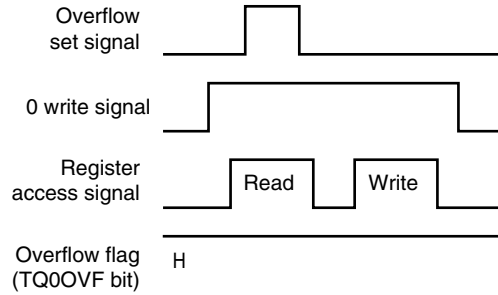 Overflow
set signal
0 write signal
Register
access signal
Read
Write
Overflow flag
(TQ0OVF bit)
H